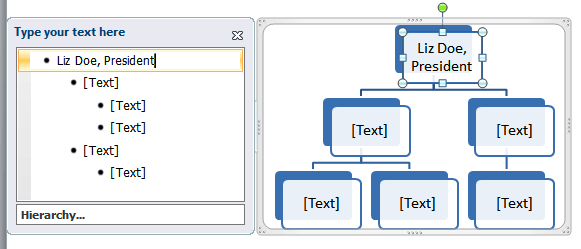 Type your text here
Liz Doe, President
[Text]
[Text]
[Text]
[Text]
[Text]
Hierarchy...
Liz Doe,
President
[Text]
[Text]
[Text]
[Text]
[Text]